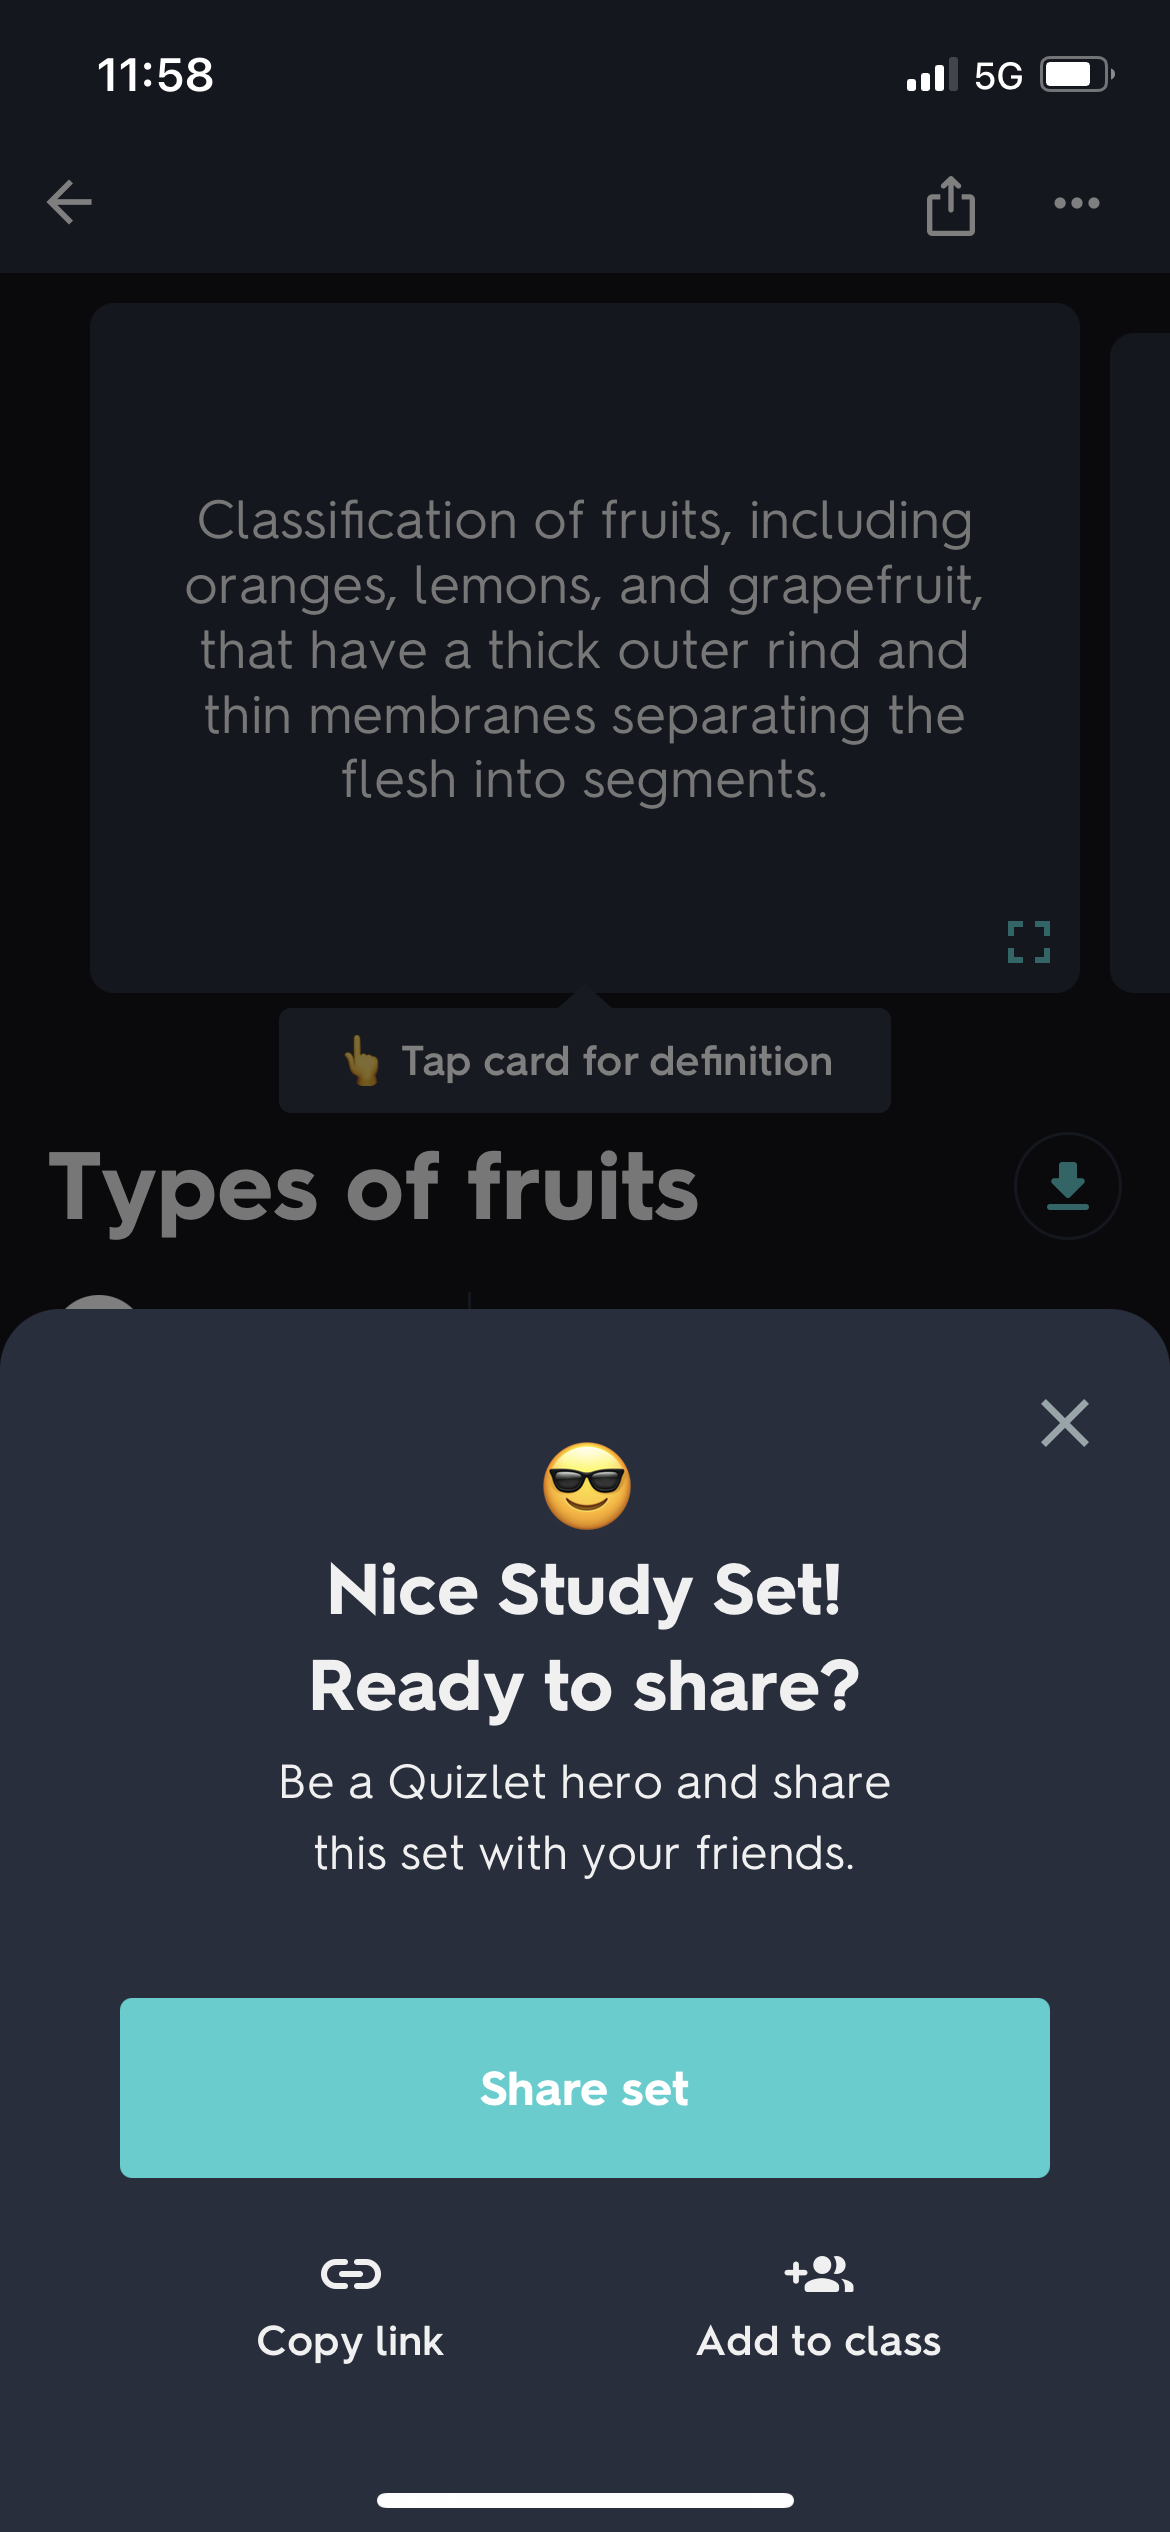 11:58
5G
Classification of fruits, including
oranges, lemons, and grapefruit,
that have a thick outer rind and
thin membranes separating the
flesh into segments.
👆 Tap card for definition
Types of fruits
😎
Nice Study Set!
Ready to share?
Be a Quizlet hero and share
this set with your friends.
Share set
Copy link
Add to class